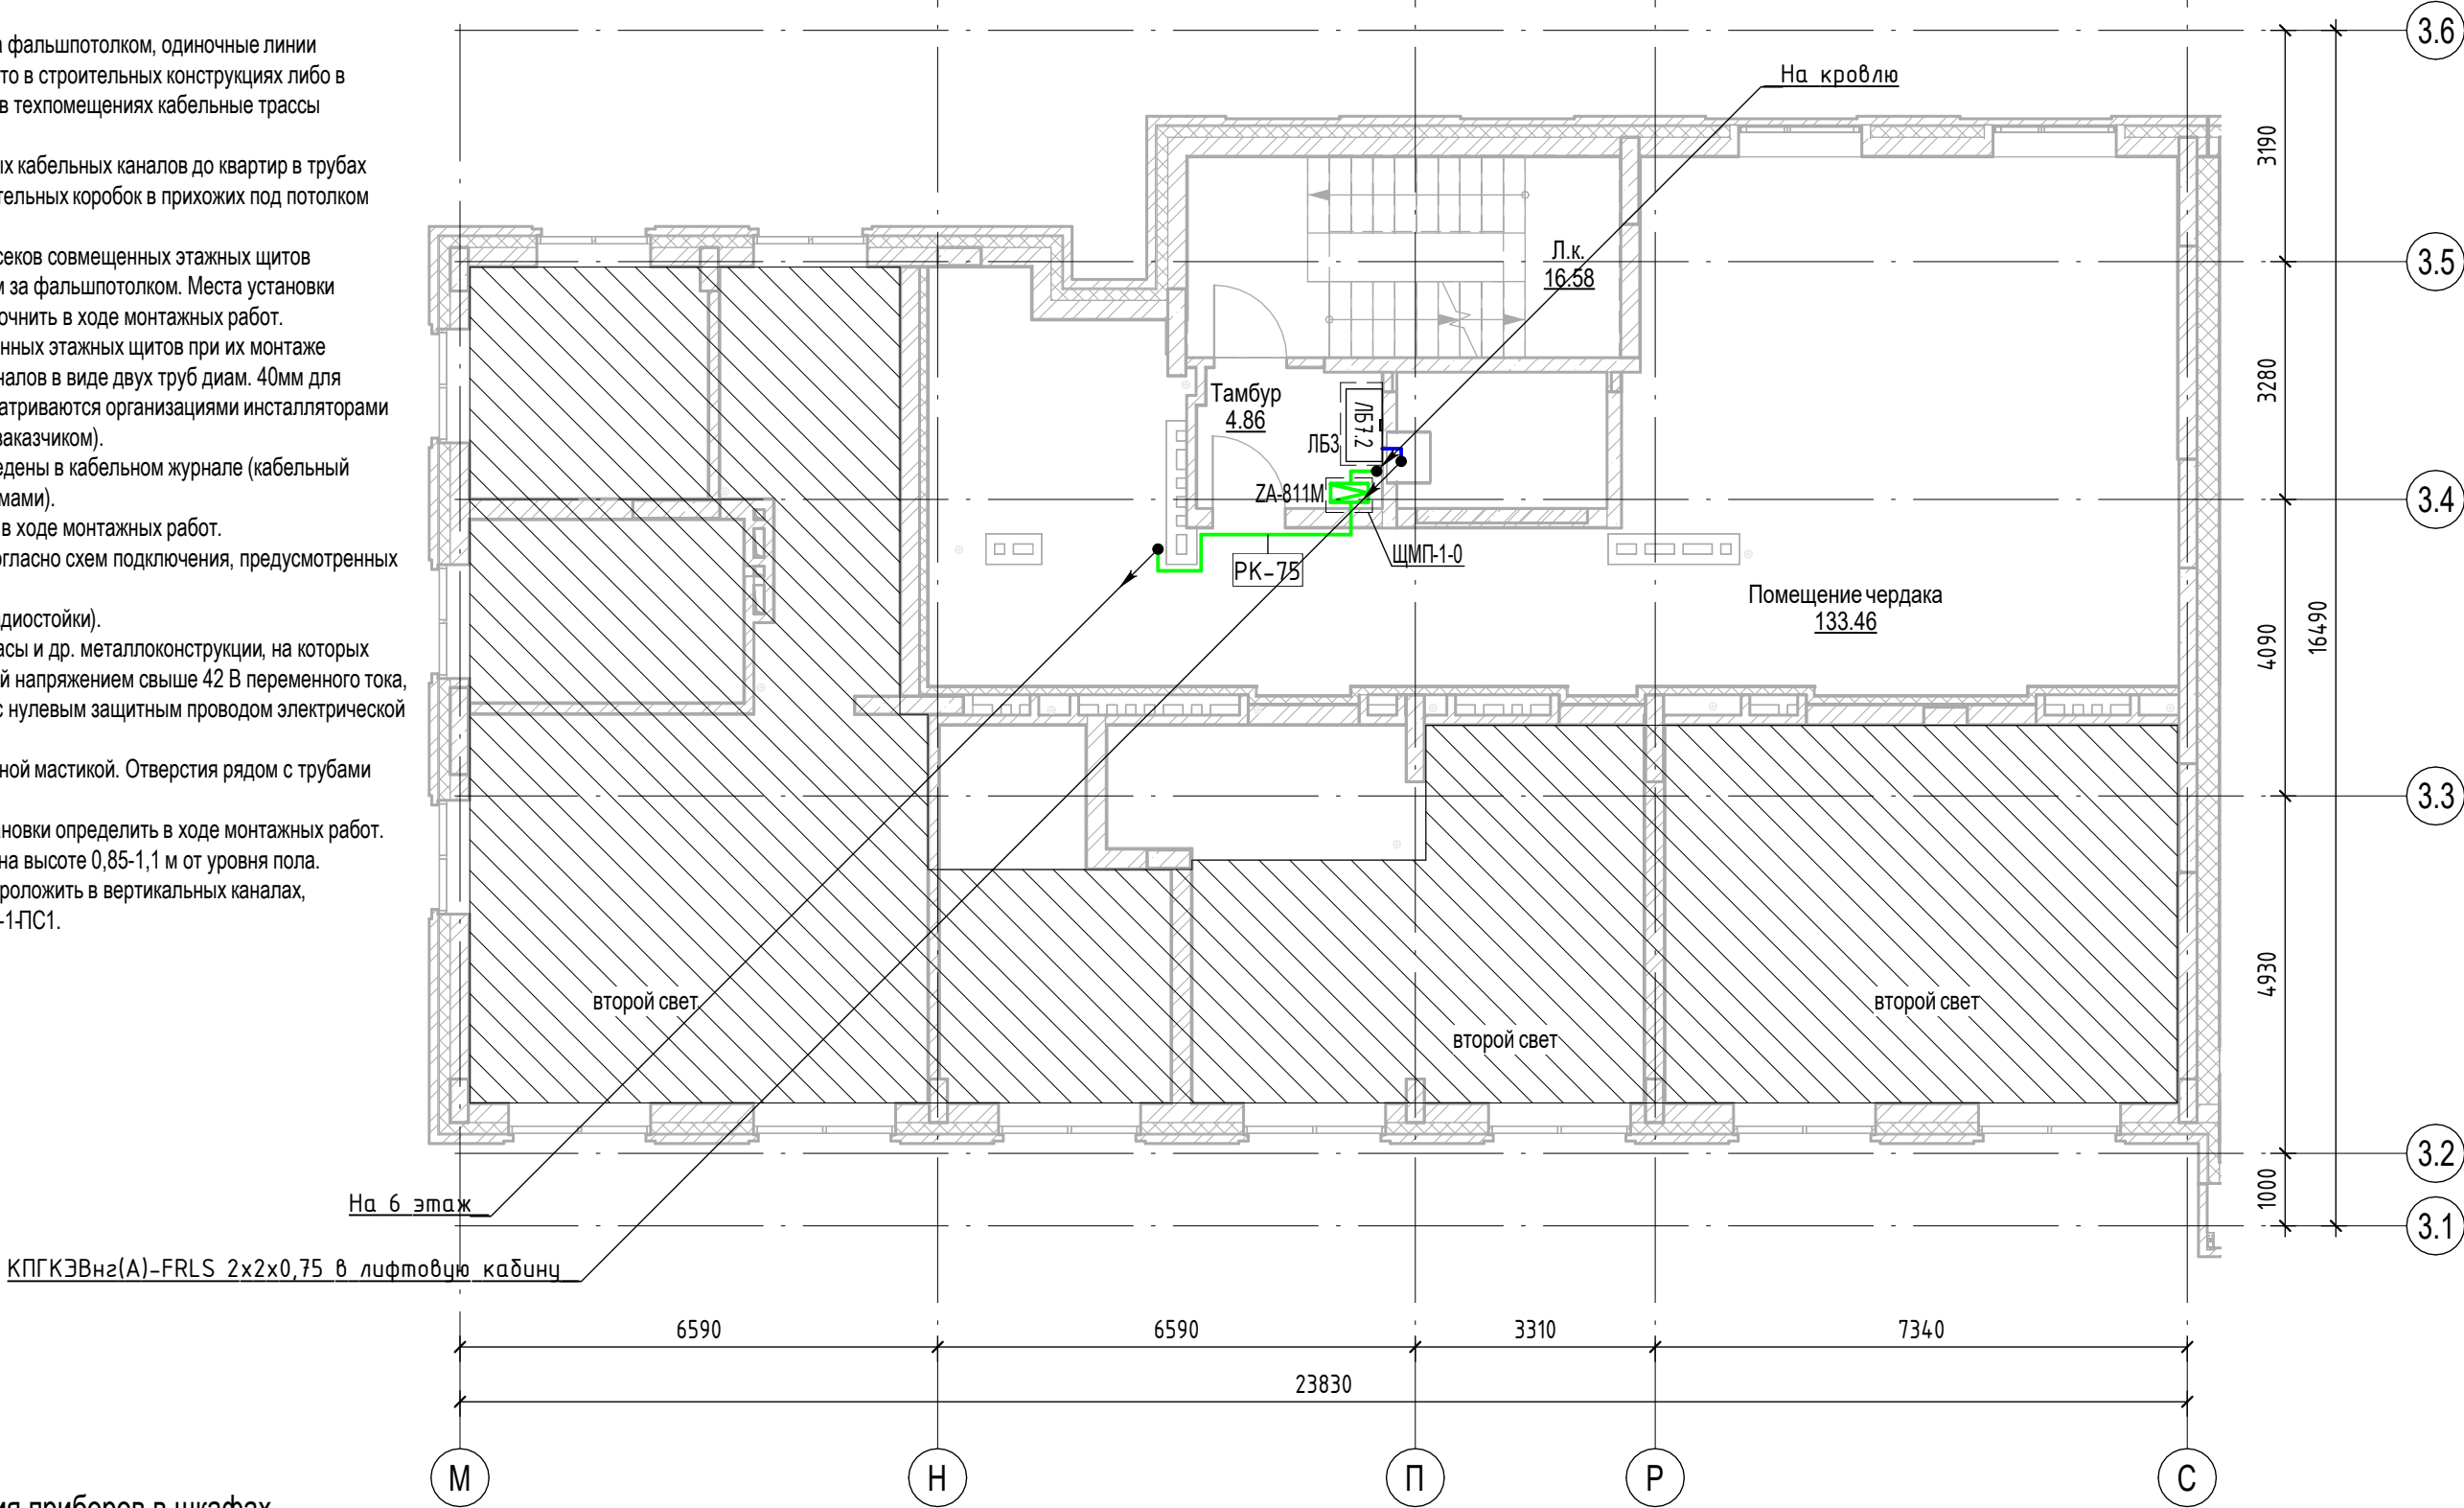 фальшпотолком, одиночные линии
то в строительных конструкциях либо в
в техпомещениях кабельные трассы
ых кабельных каналов до квартир в трубах
тельных коробок в прихожих под потолком
секов совмещенных этажных щитов
м за фальшпотолком. Места установки
очнить в ходе монтажных работ.
нных этажных щитов при их монтаже
налов в виде двух труб диам. 40мм для
атриваются организациями инсталляторами
заказчиком).
едены в кабельном журнале (кабельный
мами).
в ходе монтажных работ.
огласно схем подключения, предусмотренных
диостойки).
асы и др. металлоконструкции, на которых
й напряжением свыше 42 В переменного тока,
с нулевым защитным проводом электрической
ной мастикой. Отверстия рядом с трубами
ановки определить в ходе монтажных работ.
на высоте 0,85-1,1 м от уровня пола.
роложить в вертикальных каналах,
-1-ПС1.
На кровлю
Л.к.
16.58
Тамбур
4.86
ЛБ7.2
ЛБ3
ZA-811М
ЩМП-1-0
РК-75
Помещение чердака
133.46
второй свет
второй свет
второй свет
На 6 этаж
КПГКЭВнг(А)-FRLS 2х2х0,75 в лифтовую кабину
3190
3280
4090
4930
1000
16490
3.6
3.5
3.4
3.3
3.2
3.1
6590
6590
3310
7340
23830
М
Н
П
Р
С
приборов в шкафах